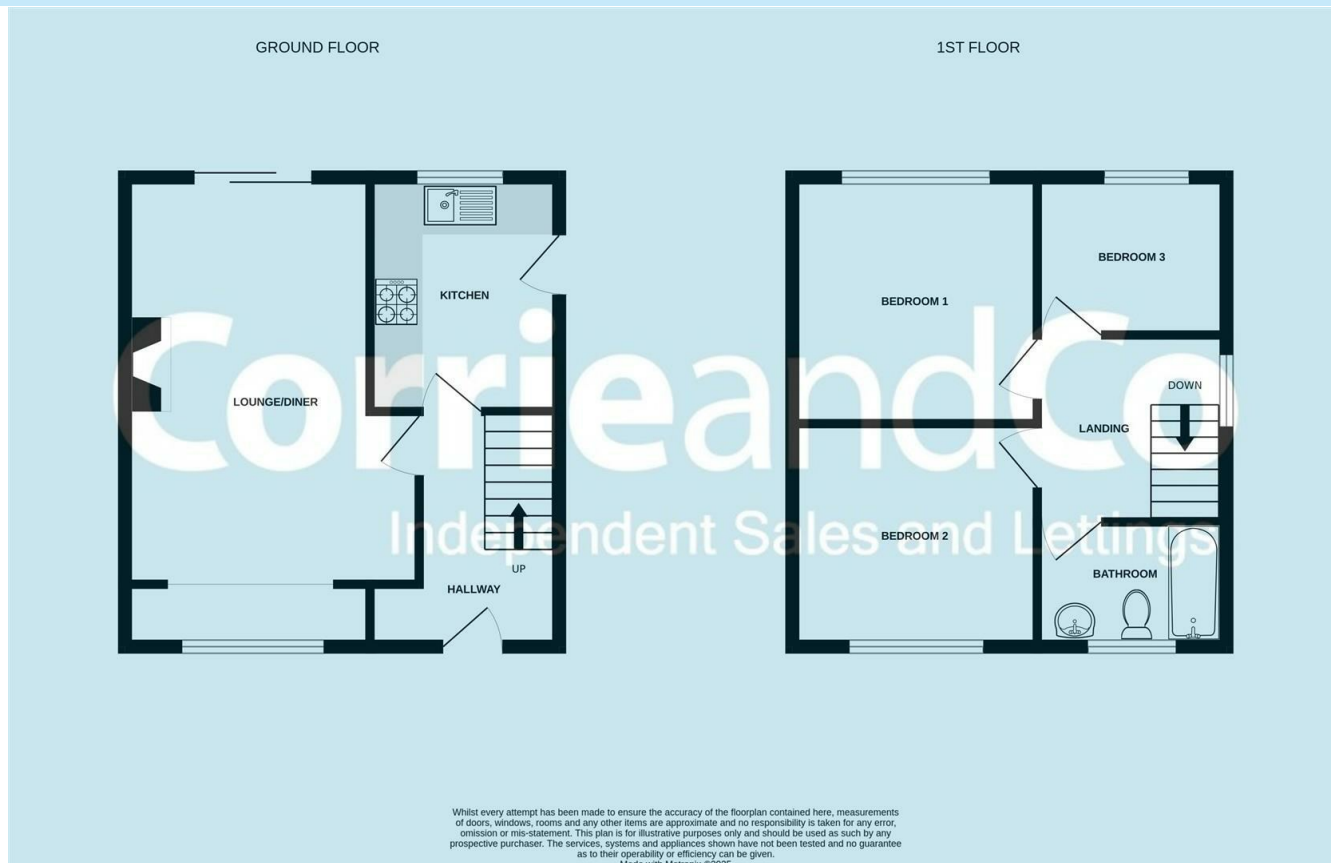 GROUND FLOOR
1ST FLOOR
KITCHEN
LOUNGE/DINER
UP
HALLWAY
BEDROOM 1
BEDROOM 3
DOWN
LANDING
BEDROOM 2
BATHROOM
CorrieandCo
Independent Sales and Lettings
Whilst every attempt has been made to ensure the accuracy of the floorplan contained here, measurements
of doors, windows, rooms and any other items are approximate and no responsibility is taken for any error,
omission or mis-statement. This plan is for illustrative purposes only and should be used as such by any
prospective purchaser. The services, systems and appliances shown have not been tested and no guarantee
as to their operability or efficiency can be given.
Made with Metropix ©2025